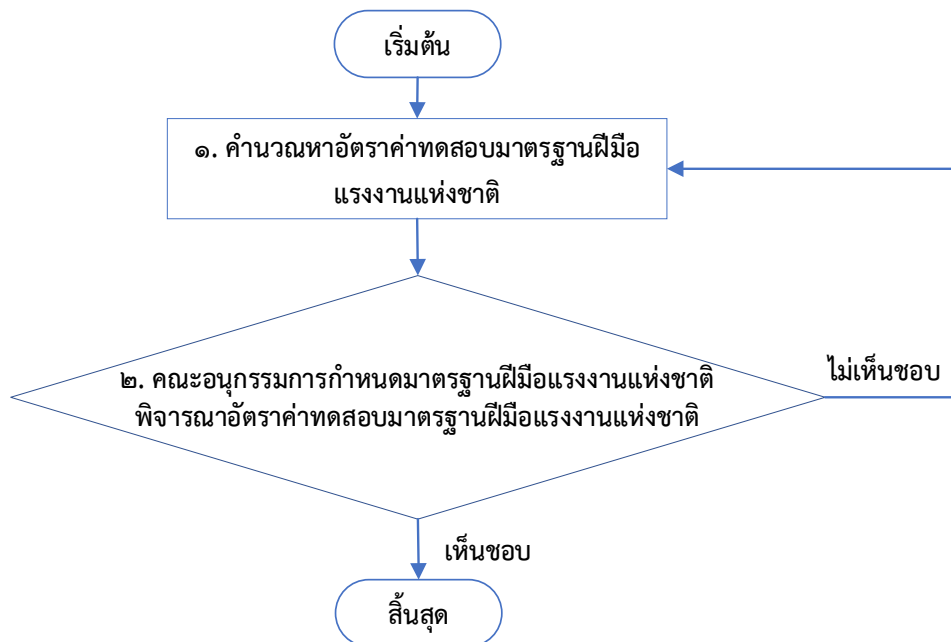 เริ่มต้น
๑. คำนวณหาอัตราค่าทดสอบมาตรฐานฝีมือ
แรงงานแห่งชาติ
๒. คณะอนุกรรมการกำหนดมาตรฐานฝีมือแรงงานแห่งชาติ
พิจารณาอัตราค่าทดสอบมาตรฐานฝีมือแรงงานแห่งชาติ
ไม่เห็นชอบ
เห็นชอบ
สิ้นสุด